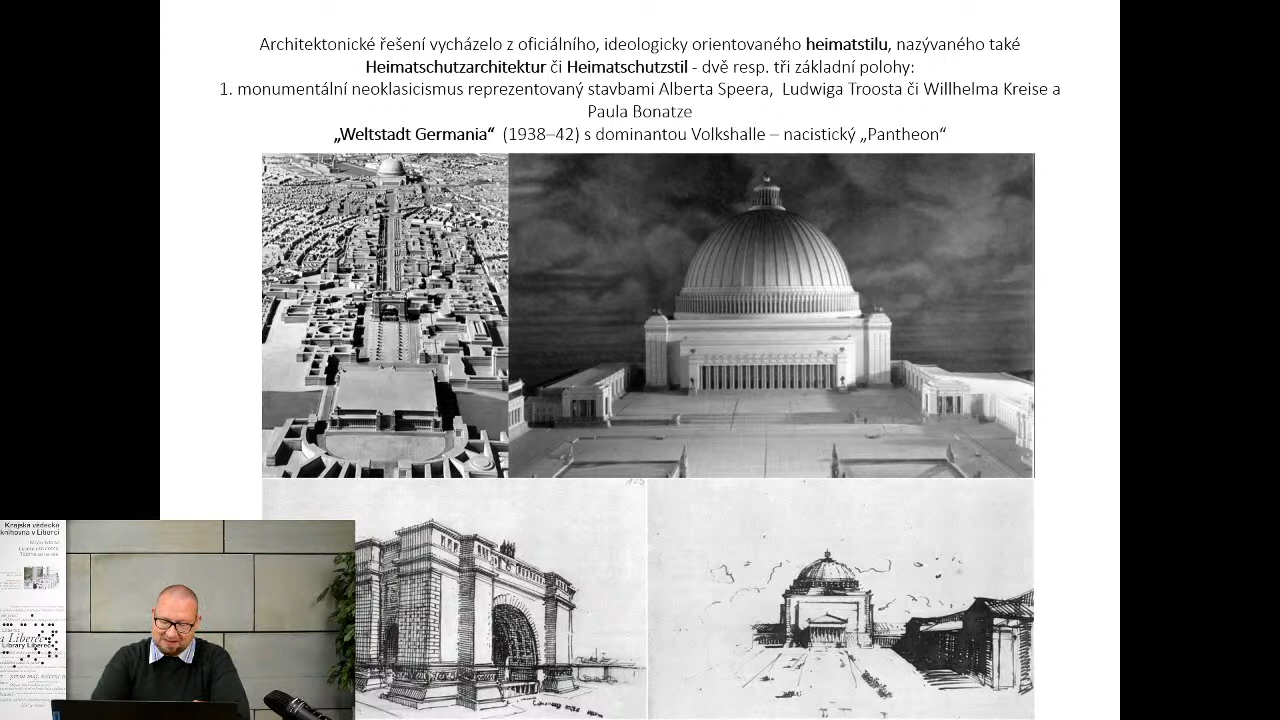 Architektonické řešení vycházelo z oficiálního, ideologicky orientovaného heimatstilu, nazývaného také
Heimatschutzarchitektur či Heimatschutzstil - dvě resp. tři základní polohy:
1. monumentální neoklasicismus reprezentovaný stavbami Alberta Speera, Ludwiga Troosta či Willhelma Kreise a
Paula Bonatze
„Weltstadt Germania“ (1938–42) s dominantou Volkshalle – nacistický „Pantheon“
Krajská vědecká
knihovna v Liberci
Library Liberec